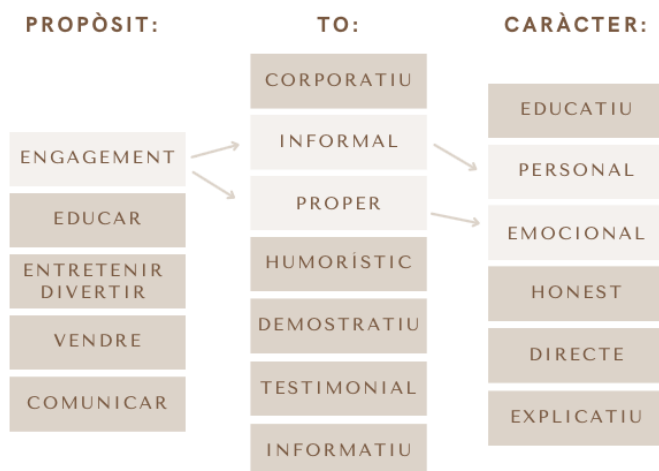 PROPÒSIT:
ENGAGEMENT
EDUCAR
ENTRETENIR
DIVERTIR
VENDRE
COMUNICAR
TO:
CORPORATIU
INFORMAL
PROPER
HUMORÍSTIC
DEMOSTRATIU
TESTIMONIAL
INFORMATIU
CARÀCTER:
EDUCATIU
PERSONAL
EMOCIONAL
HONEST
DIRECTE
EXPLICATIU